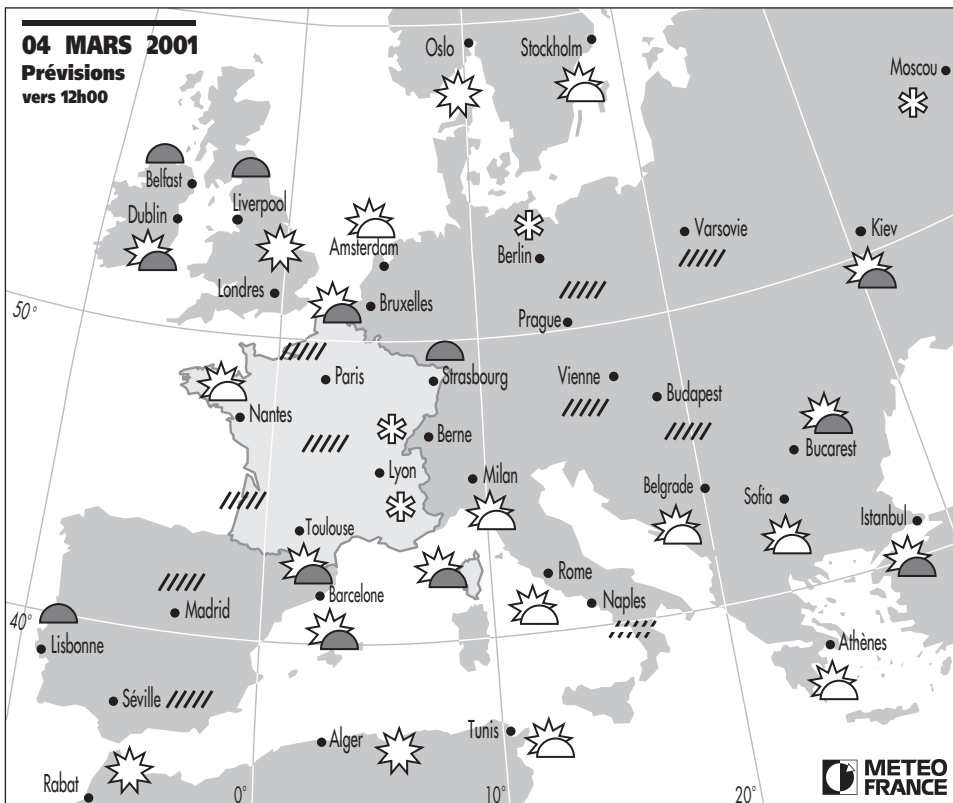 04 MARS 2001
Prévisions
vers 12h00
Oslo
Stockholm
Moscou
Belfast
Dublin
Liverpool
Amsterdam
Berlin
Varsovie
Kiev
Londres
Bruxelles
50°
Prague
Paris
Strasbourg
Vienne
Budapest
Nantes
Berne
Bucarest
Lyon
Milan
Belgrade
Sofia
Istanbul
Toulouse
Rome
Barcelone
Madrid
Naples
40°
Lisbonne
Athènes
Séville
Alger
Tunis
Rabat
0°
10°
20°
METEO
FRANCE